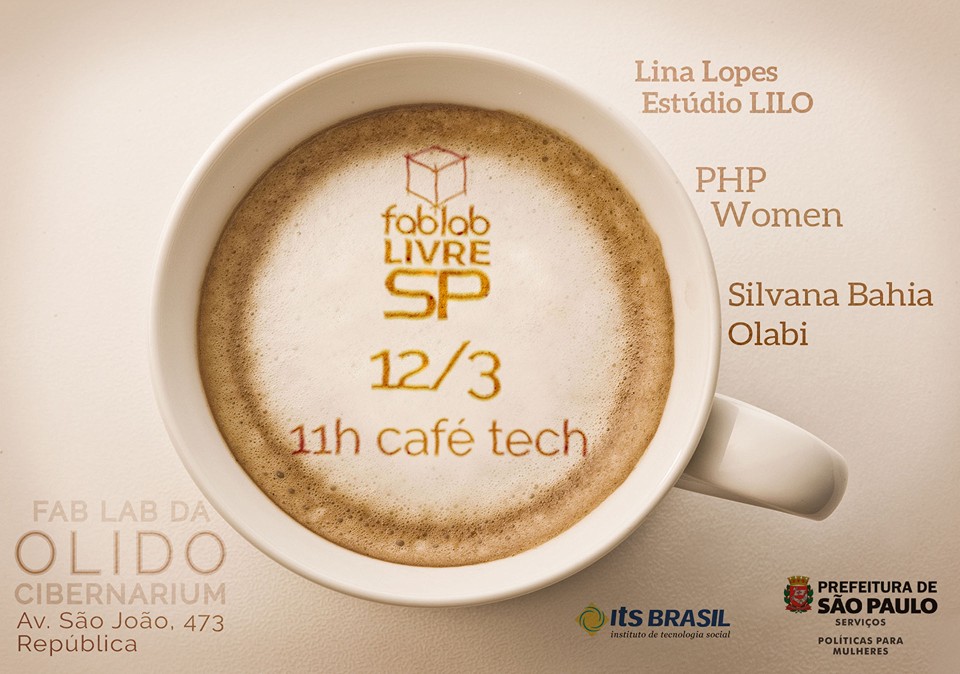 Lina Lopes
Estúdio LILO
PHP
Women
Silvana Bahia
Olabi
fablab
LIVRE
SP
12/3
11h café tech
FAB LAB DA
OLIDO
CIBERNARIUM
Av. São João, 473
República
itS BRASIL
instituto de tecnologia social
PREFEITURA DE
SÃO PAULO
SERVIÇOS
POLÍTICAS PARA
MULHERES